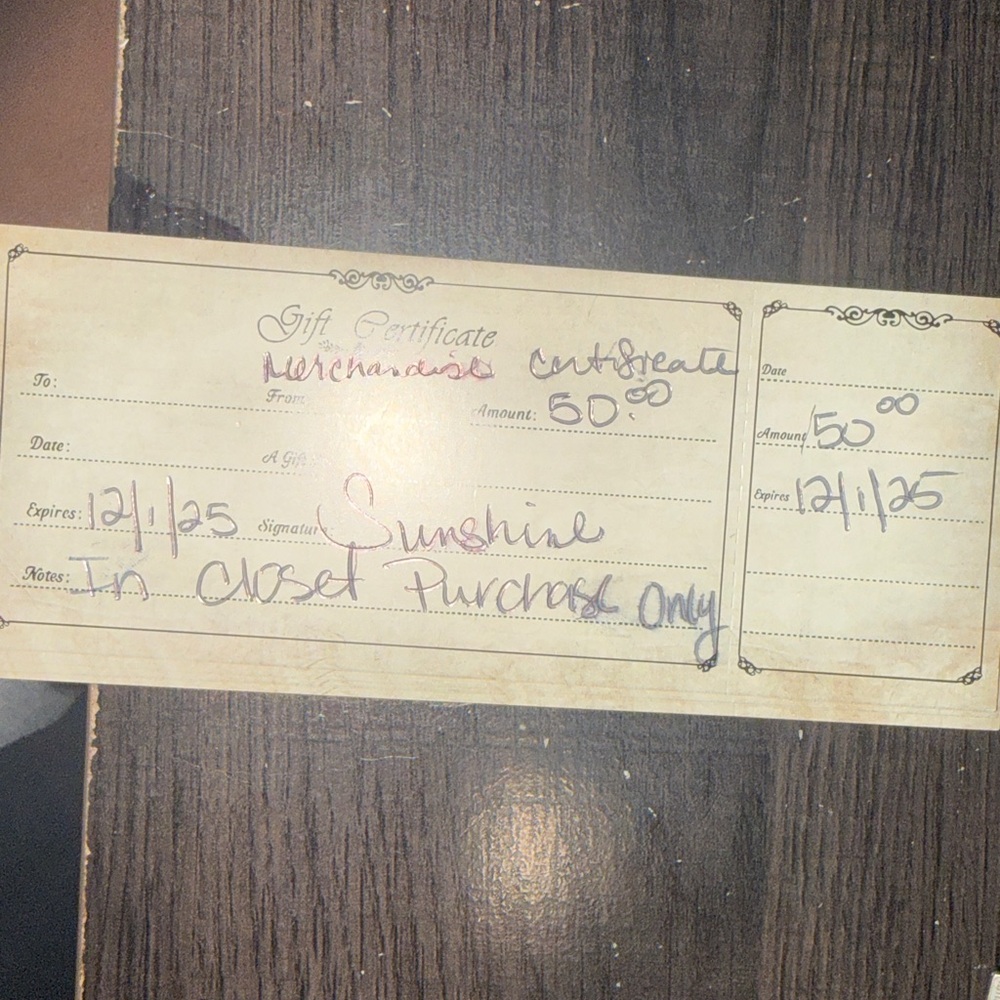 Gift Certificate
Merchandise Certificate
To:
From
Amount: 50.00
Date:
A Gift
Expires: 12/1/25 Signature: Sunshine
Notes: In Closet Purchase Only
Date
Amount 50 00
Expires 12/1/25